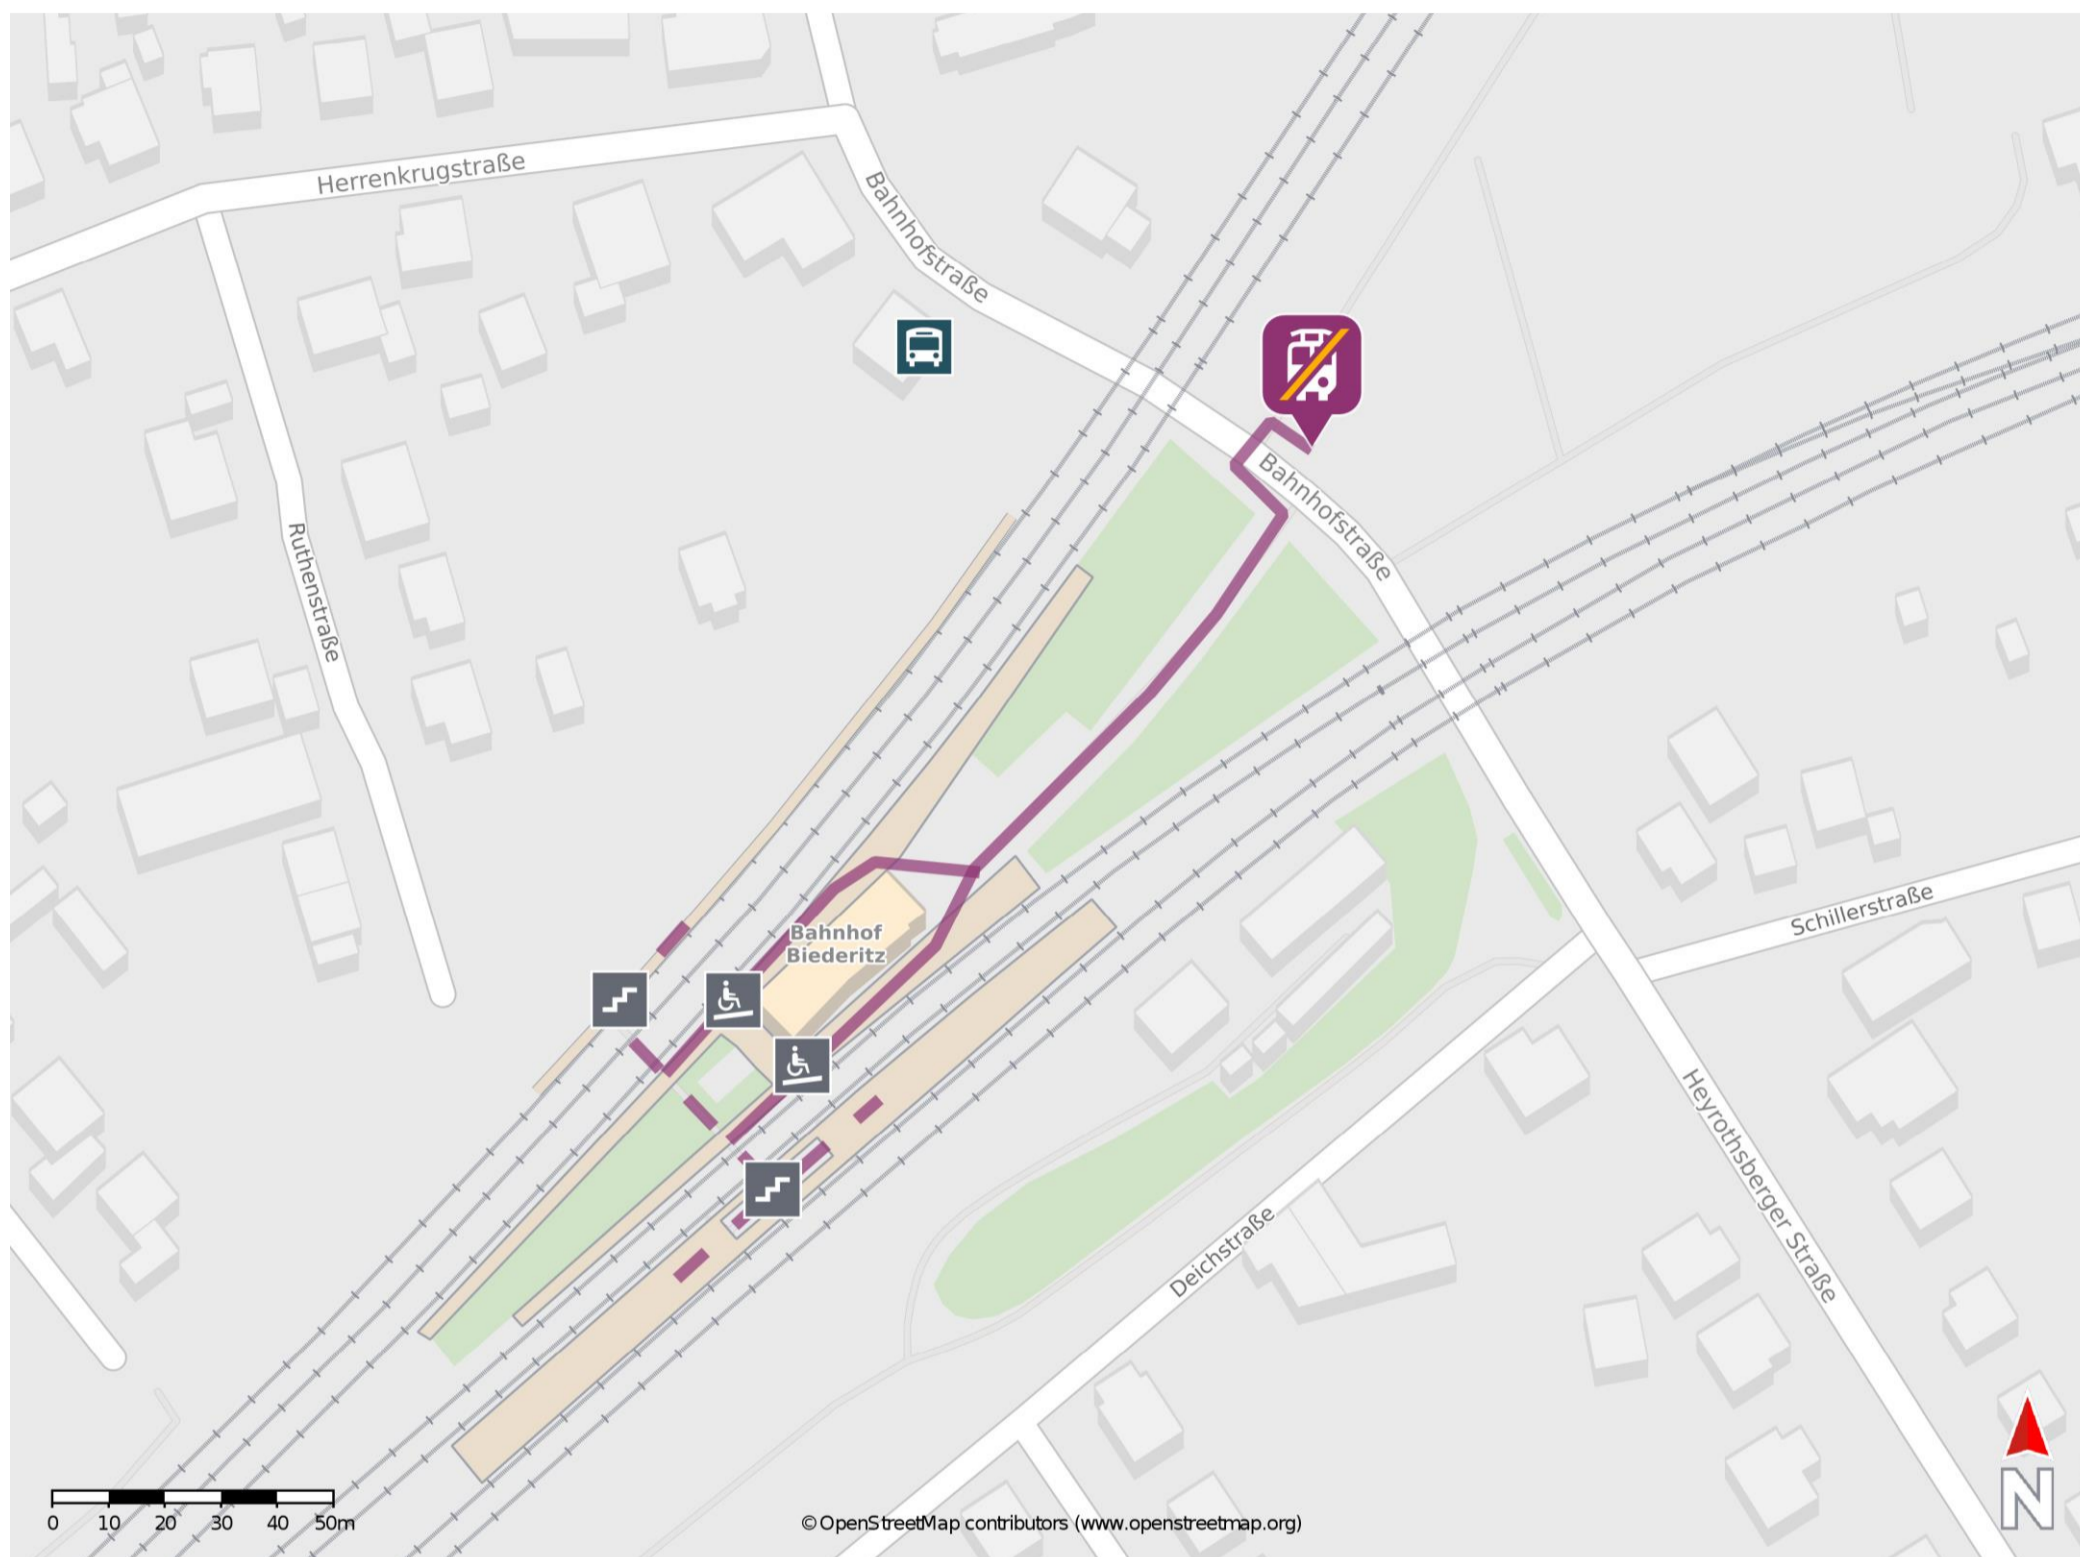 Herrenkrugstraße
Bahnhofstraße
Bahnhofstraße
Ruthenstraße
Bahnhof
Biederitz
Schillerstraße
Heyrothsberger Straße
Deichstraße
N
0 10 20 30 40 50m
© OpenStreetMap contributors (www.openstreetmap.org)